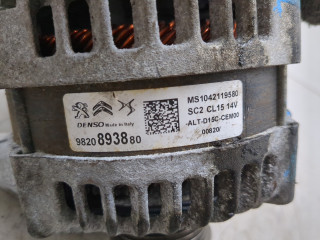 DENSO Made in Italy
9820893880
MS1042119580
SC2 CL15 14V
-ALT-D15C-CEM00
00820/